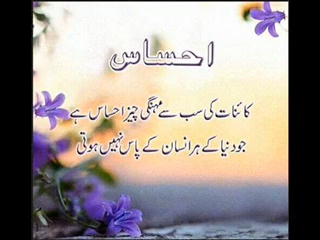 احساس
کائنات کی سب سے مہنگی چیز احساس ہے
جو دنیا کے ہر انسان کے پاس نہیں ہوتی